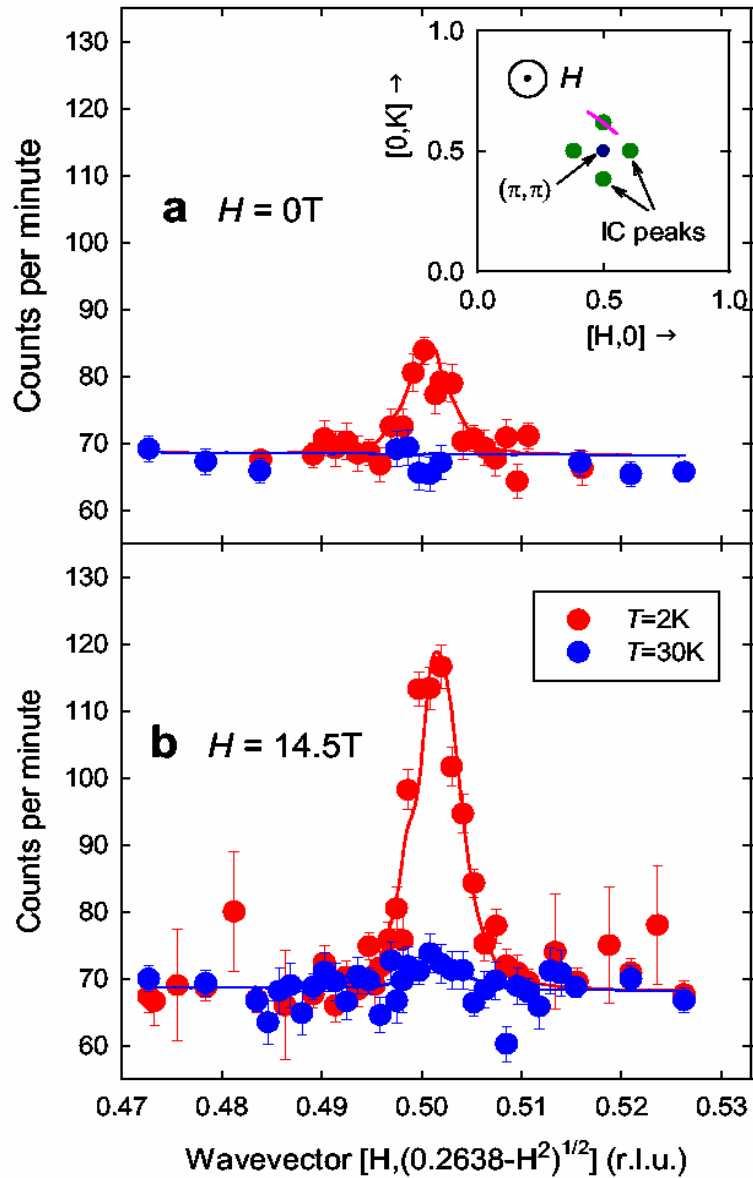 Counts per minute
130
120
110
100
90
80
70
60
a H = 0T
1.0
0.5
0.0
[0,K] →
H
(π,π)
IC peaks
0.0 0.5 1.0
[H,0] →
Counts per minute
130
120
110
100
90
80
70
60
b H = 14.5T
T=2K
T=30K
0.47 0.48 0.49 0.50 0.51 0.52 0.53
Wavevector [H,(0.2638-H²)^1/2] (r.l.u.)